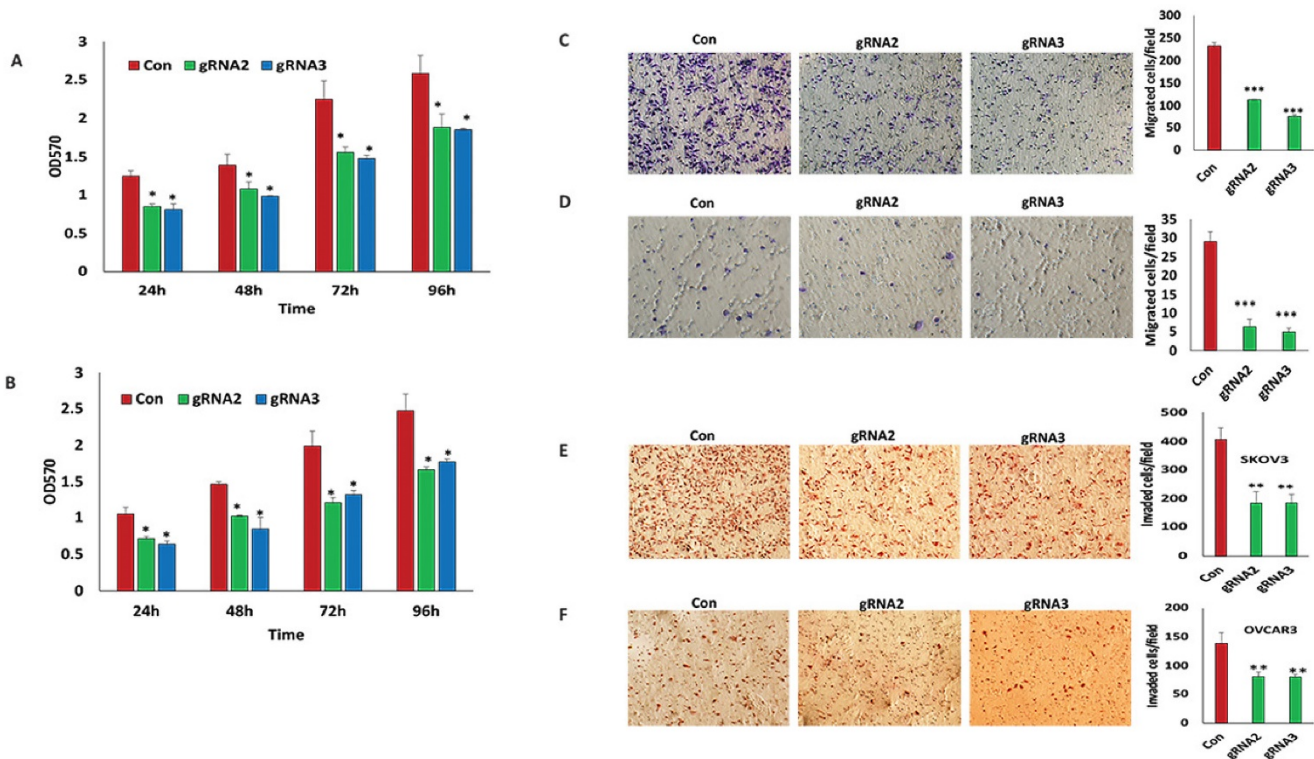 A
3
2.5
2
1.5
1
0.5
0
OD570
Con gRNA2 gRNA3
* * * * * * * *
24h 48h 72h 96h
Time
B
3
2.5
2
1.5
1
0.5
0
OD570
Con gRNA2 gRNA3
* * * * * * * *
24h 48h 72h 96h
Time
C
Con gRNA2 gRNA3
Migrated cells/field
300
250
200
150
100
50
0
*** ***
Con gRNA2 gRNA3
D
Con gRNA2 gRNA3
Migrated cells/field
35
30
25
20
15
10
5
0
*** ***
Con gRNA2 gRNA3
E
Con gRNA2 gRNA3
Invaded cells/field
500
400
300
200
100
0
SKOV3
** **
Con gRNA2 gRNA3
F
Con gRNA2 gRNA3
Invaded cells/field
200
150
100
50
0
OVCAR3
** **
Con gRNA2 gRNA3